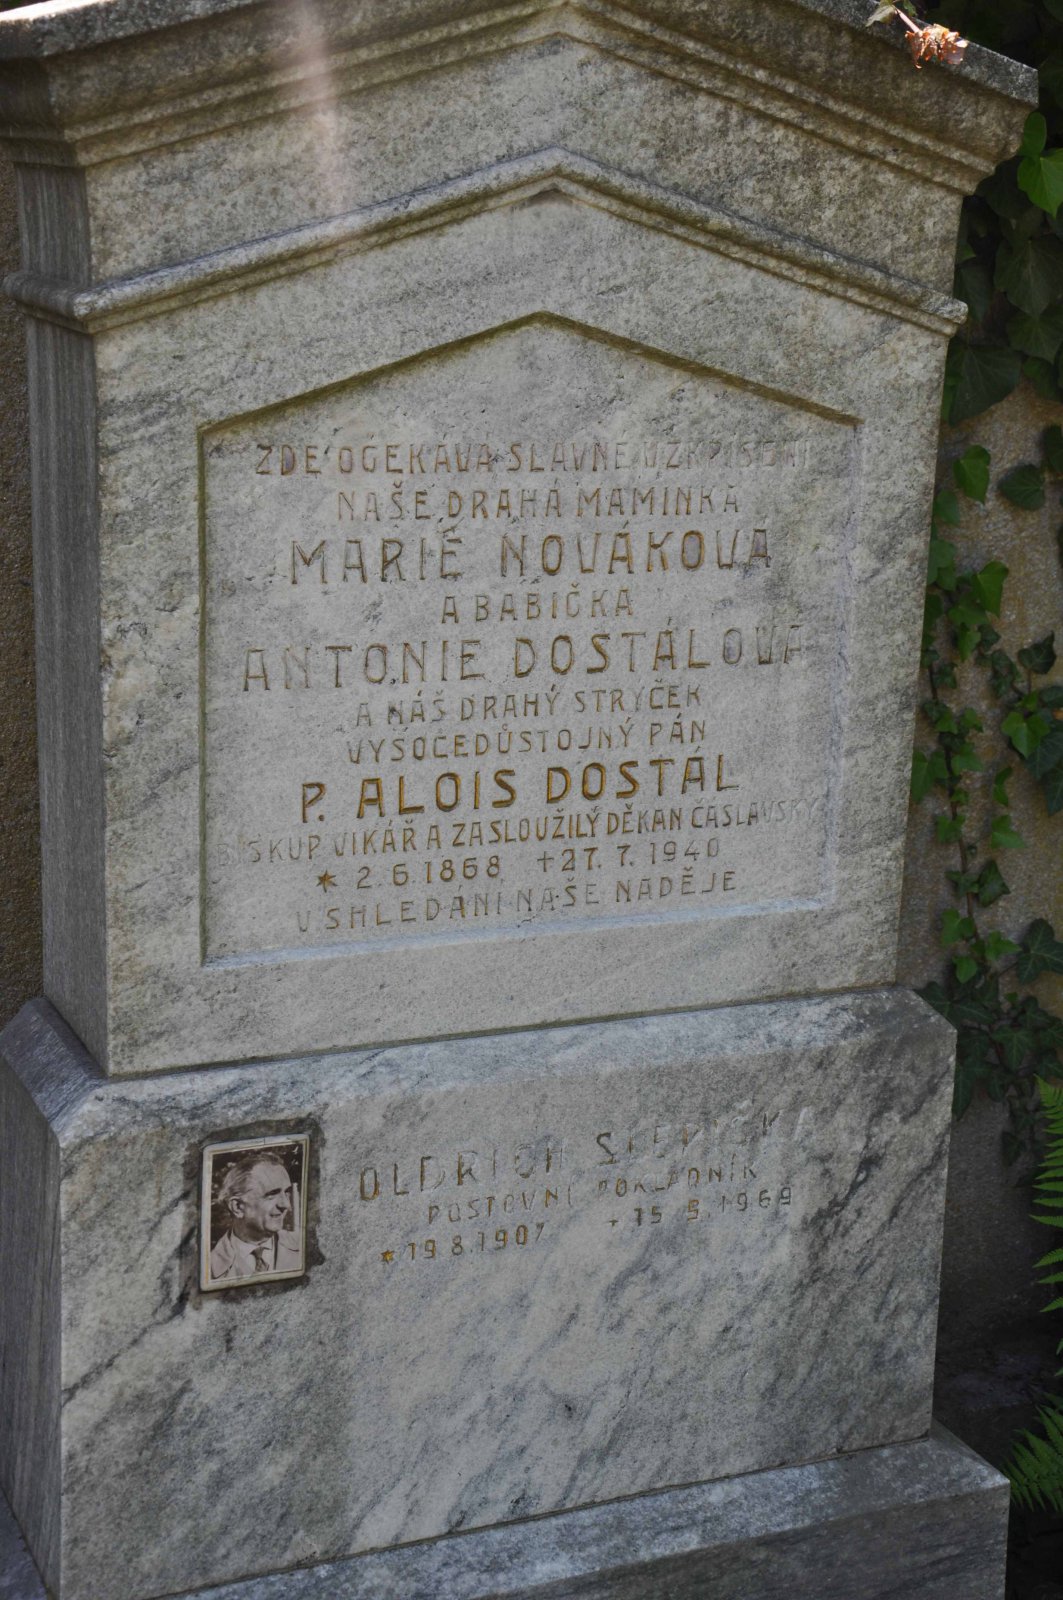 ZDE OČEKÁVÁ SLAVNÉ VZKŘÍŠENÍ
NAŠE DRAHÁ MAMINKA
MARIE NOVÁKOVÁ
A BABIČKA
ANTONIE DOSTÁLOVÁ
A NÁŠ DRAHÝ STRÝČEK
VYSOCEDŮSTOJNÝ PÁN
P. ALOIS DOSTÁL
BISKUP. VIKÁŘ A ZASLOUŽILÝ DĚKAN ČÁSLAVSKÝ
* 2. 6. 1868 +27. 7. 1940
V SHLEDÁNÍ NAŠE NADĚJE
OLDŘICH
POŠTOVNÍ POKLADNÍK
*19 8.1907 +15 9.1969